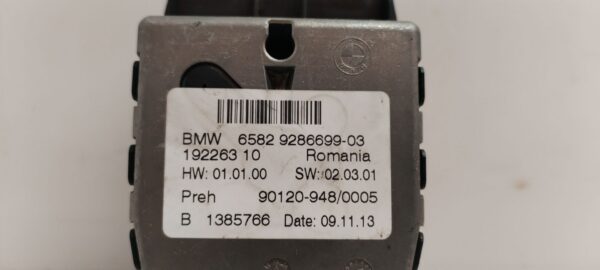 BMW 6582 9286699-03
192263 10 Romania
HW: 01.01.00 SW: 02.03.01
Preh 90120-948/0005
B 1385766 Date: 09.11.13